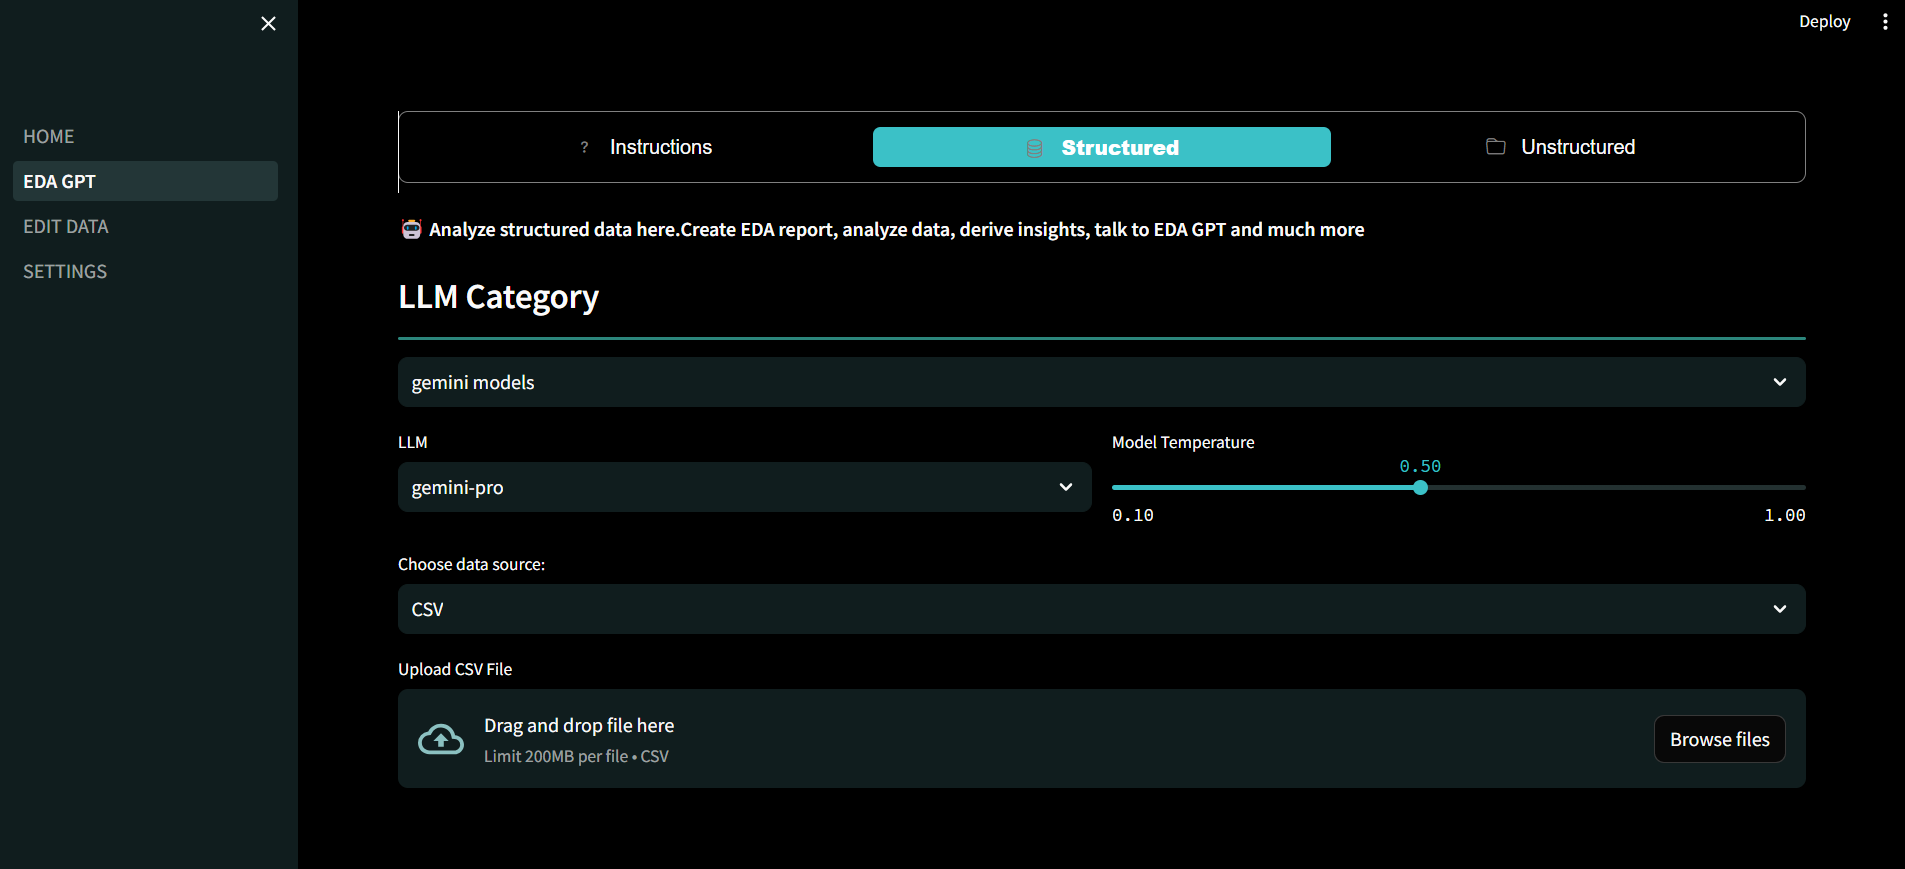 Deploy
HOME
EDA GPT
EDIT DATA
SETTINGS
? Instructions
Structured
Unstructured
Analyze structured data here.Create EDA report, analyze data, derive insights, talk to EDA GPT and much more
LLM Category
gemini models
LLM
gemini-pro
Model Temperature
0.50
0.10
1.00
Choose data source:
CSV
Upload CSV File
Drag and drop file here
Limit 200MB per file • CSV
Browse files